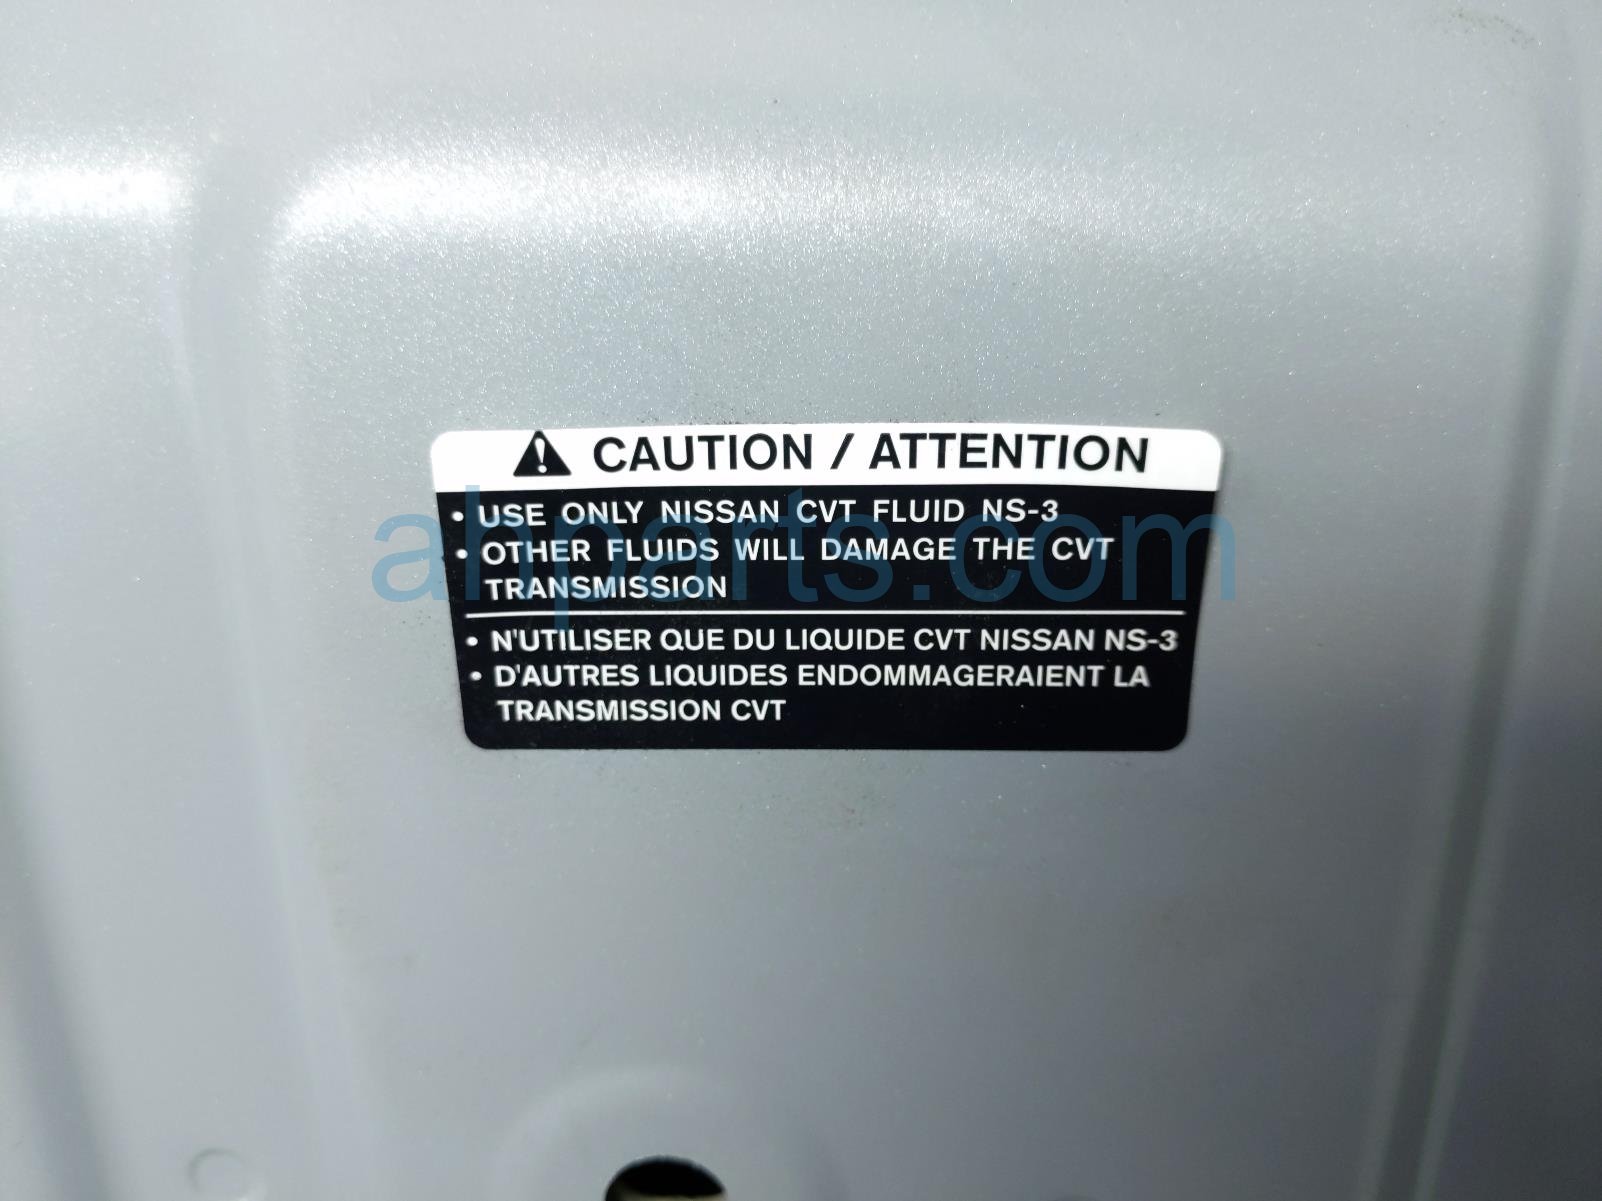 CAUTION / ATTENTION
• USE ONLY NISSAN CVT FLUID NS-3
• OTHER FLUIDS WILL DAMAGE THE CVT
TRANSMISSION
• N'UTILISER QUE DU LIQUIDE CVT NISSAN NS-3
• D'AUTRES LIQUIDES ENDOMMAGERAIENT LA
TRANSMISSION CVT
ahparts.com